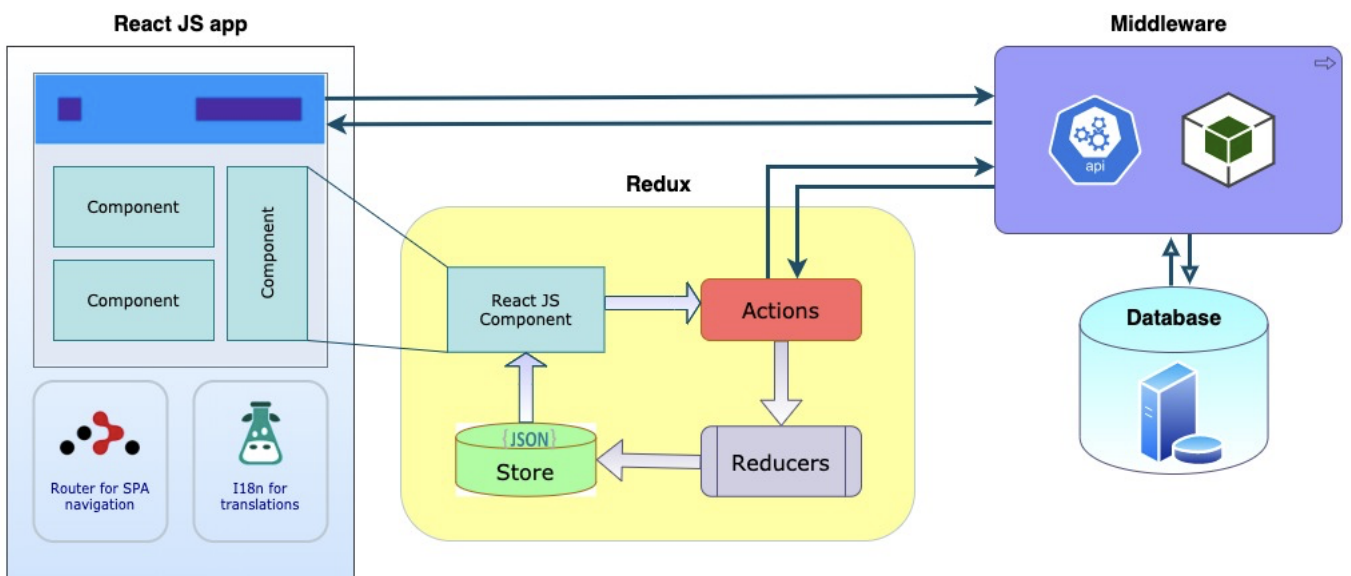 React JS app
Middleware
api
Redux
Component
Component
Component
React JS
Component
Actions
Database
{JSON}
Store
Reducers
Router for SPA
navigation
I18n for
translations